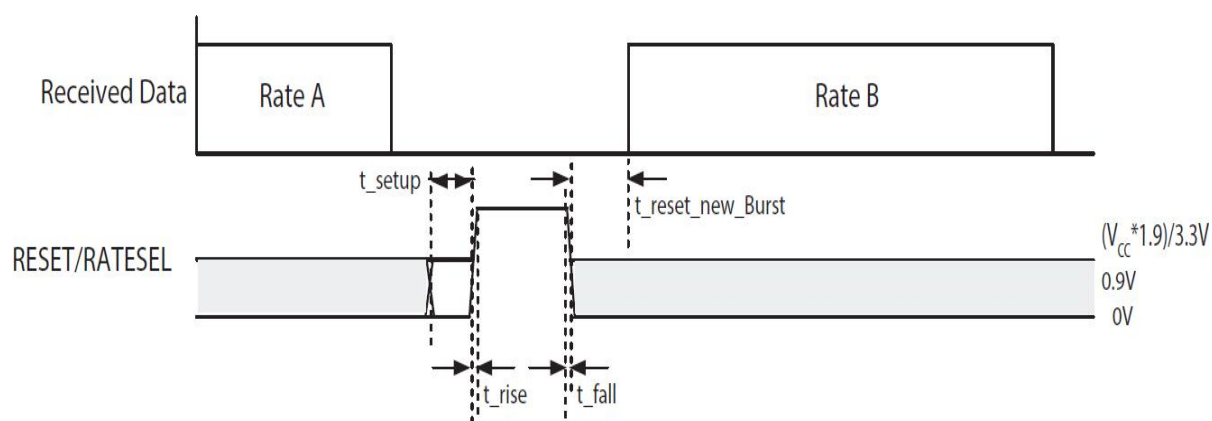 Received Data
Rate A
Rate B
t_setup
t_reset_new_Burst
RESET/RATESEL
(V_CC*1.9)/3.3V
0.9V
0V
t_rise
t_fall